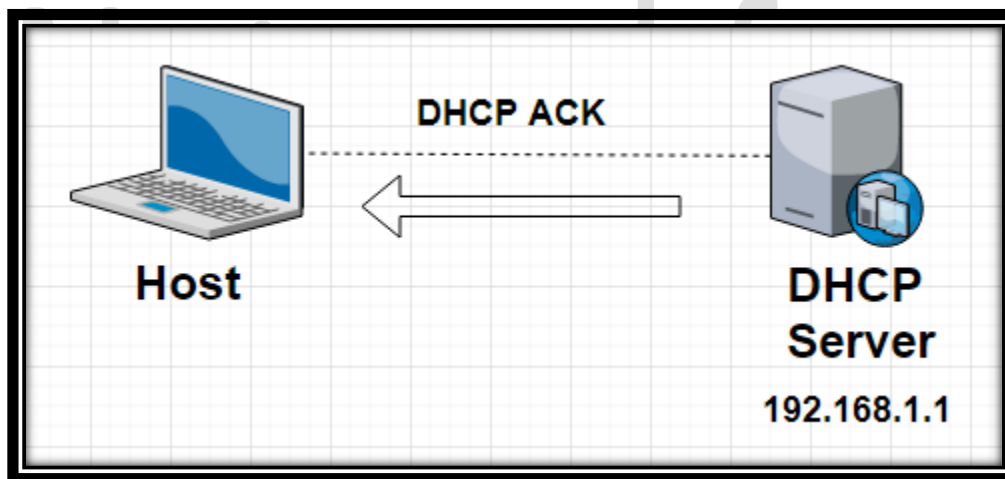 DHCP ACK
Host
DHCP
Server
192.168.1.1